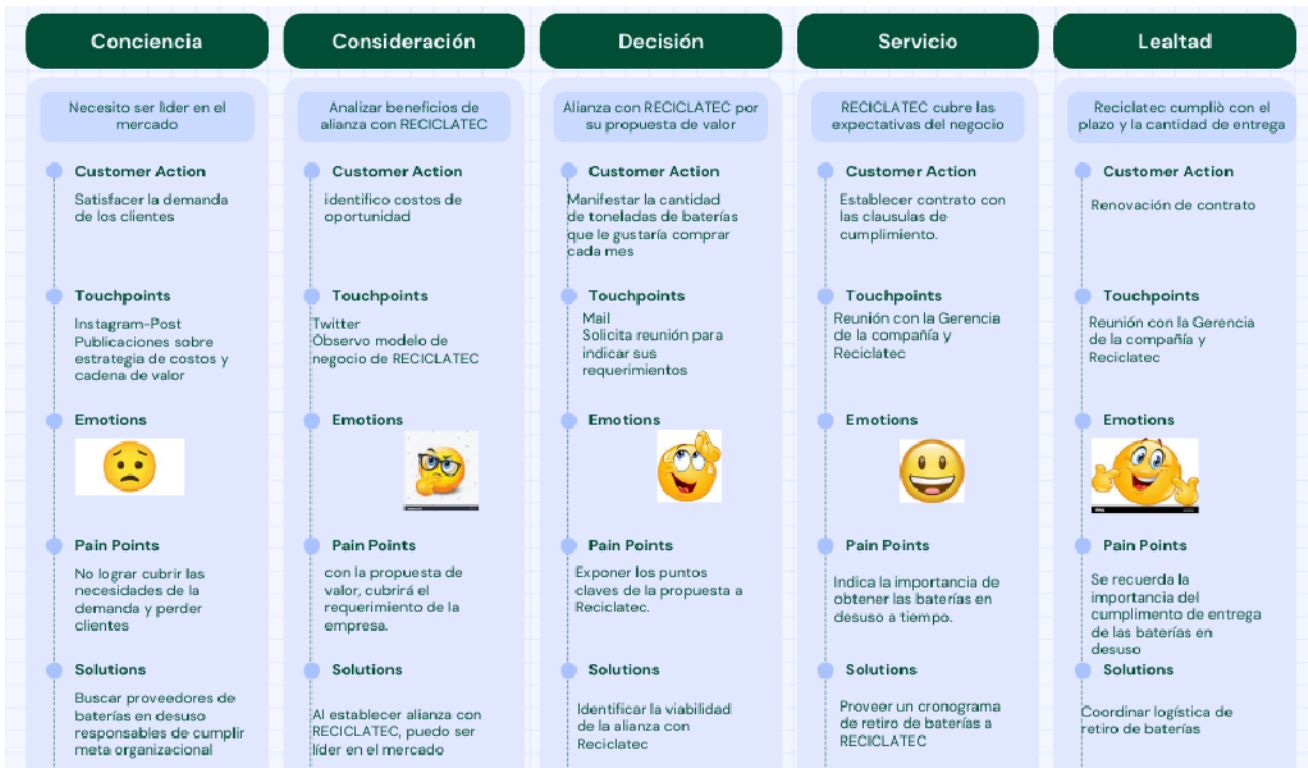 Conciencia
Necesito ser lider en el
mercado
Customer Action
Satisfacer la demanda
de los clientes
Touchpoints
Instagram-Post
Publicaciones sobre
estrategia de costos y
cadena de valor
Emotions
Pain Points
No lograr cubrir las
necesidades de la
demanda y perder
clientes
Solutions
Buscar proveedores de
baterías en desuso
responsables de cumplir
meta organizacional
Consideración
Analizar beneficios de
alianza con RECICLATEC
Customer Action
identifico costos de
oportunidad
Touchpoints
Twitter
Observo modelo de
negocio de RECICLATEC
Emotions
Pain Points
con la propuesta de
valor, cubrirá el
requerimiento de la
empresa.
Solutions
Al establecer alianza con
RECICLATEC, puedo ser
líder en el mercado
Decisión
Alianza con RECICLATEC por
su propuesta de valor
Customer Action
Manifestar la cantidad
de toneladas de baterías
que le gustaría comprar
cada mes
Touchpoints
Mail
Solicita reunión para
indicar sus
requerimientos
Emotions
Pain Points
Exponer los puntos
claves de la propuesta a
Reciclatec.
Solutions
Identificar la viabilidad
de la alianza con
Reciclatec
Servicio
RECICLATEC cubre las
expectativas del negocio
Customer Action
Establecer contrato con
las clausulas de
cumplimiento.
Touchpoints
Reunión con la Gerencia
de la compañía y
Reciclatec
Emotions
Pain Points
Indica la importancia de
obtener las baterías en
desuso a tiempo.
Solutions
Proveer un cronograma
de retiro de baterías a
RECICLATEC
Lealtad
Reciclatec cumpliò con el
plazo y la cantidad de entrega
Customer Action
Renovación de contrato
Touchpoints
Reunión con la Gerencia
de la compañía y
Reciclatec
Emotions
Pain Points
Se recuerda la
importancia del
cumplimento de entrega
de las baterías en
desuso
Solutions
Coordinar logística de
retiro de baterías